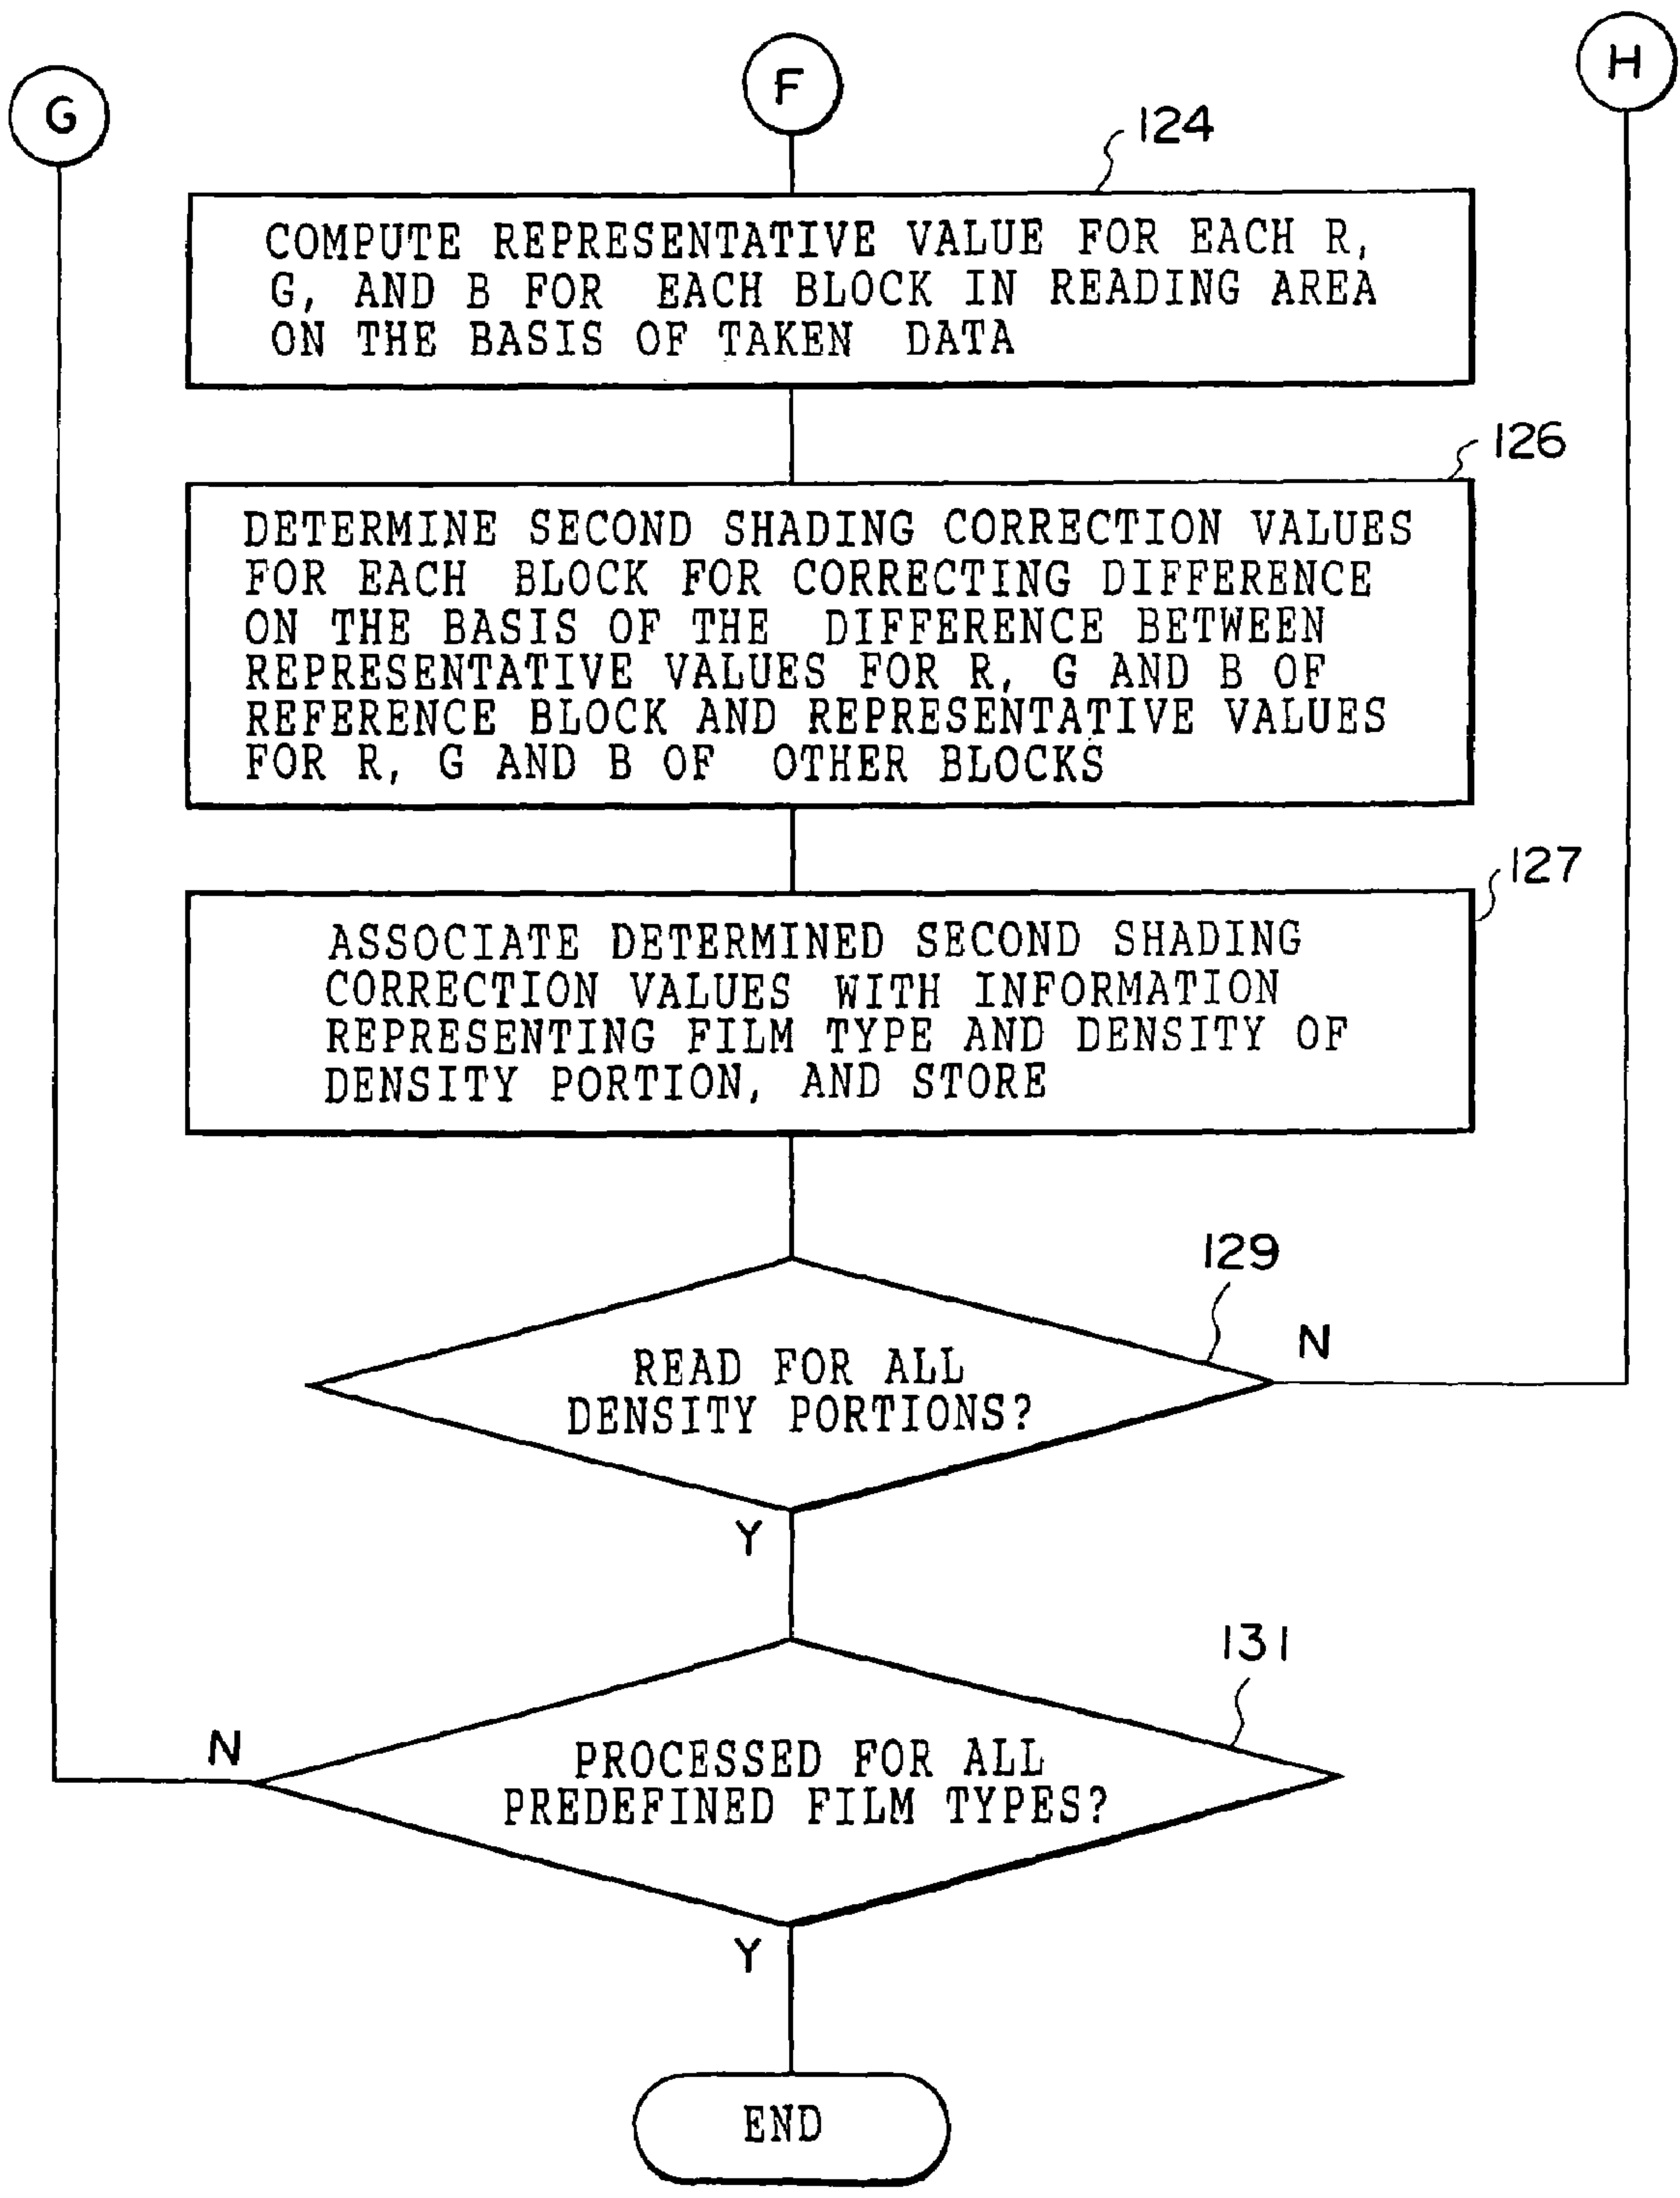 G
F
H
124
COMPUTE REPRESENTATIVE VALUE FOR EACH R,
G, AND B FOR EACH BLOCK IN READING AREA
ON THE BASIS OF TAKEN DATA
126
DETERMINE SECOND SHADING CORRECTION VALUES
FOR EACH BLOCK FOR CORRECTING DIFFERENCE
ON THE BASIS OF THE DIFFERENCE BETWEEN
REPRESENTATIVE VALUES FOR R, G AND B OF
REFERENCE BLOCK AND REPRESENTATIVE VALUES
FOR R, G AND B OF OTHER BLOCKS
127
ASSOCIATE DETERMINED SECOND SHADING
CORRECTION VALUES WITH INFORMATION
REPRESENTING FILM TYPE AND DENSITY OF
DENSITY PORTION, AND STORE
129
N
READ FOR ALL
DENSITY PORTIONS?
Y
131
N
PROCESSED FOR ALL
PREDEFINED FILM TYPES?
Y
END